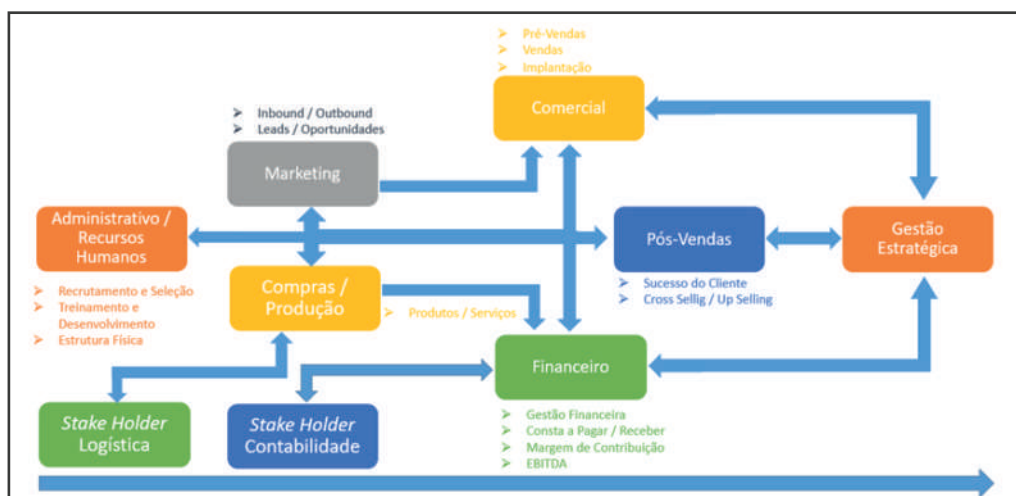 Pré-Vendas
Vendas
Implantação
Comercial
Inbound / Outbound
Leads / Oportunidades
Marketing
Administrativo /
Recursos
Humanos
Pós-Vendas
Gestão
Estratégica
Recrutamento e Seleção
Treinamento e
Desenvolvimento
Estrutura Física
Compras /
Produção
Produtos / Serviços
Sucesso do Cliente
Cross Sellig / Up Selling
Financeiro
Stake Holder
Logística
Stake Holder
Contabilidade
Gestão Financeira
Consta a Pagar / Receber
Margem de Contribuição
EBITDA